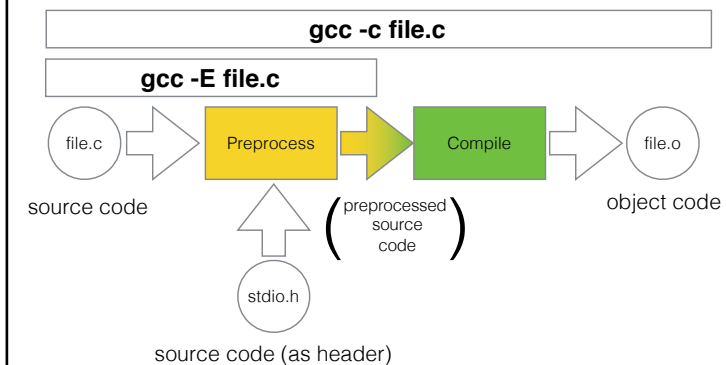 gcc -c file.c
gcc -E file.c
file.c
Preprocess
Compile
file.o
source code
(preprocessed
source
code)
object code
stdio.h
source code (as header)